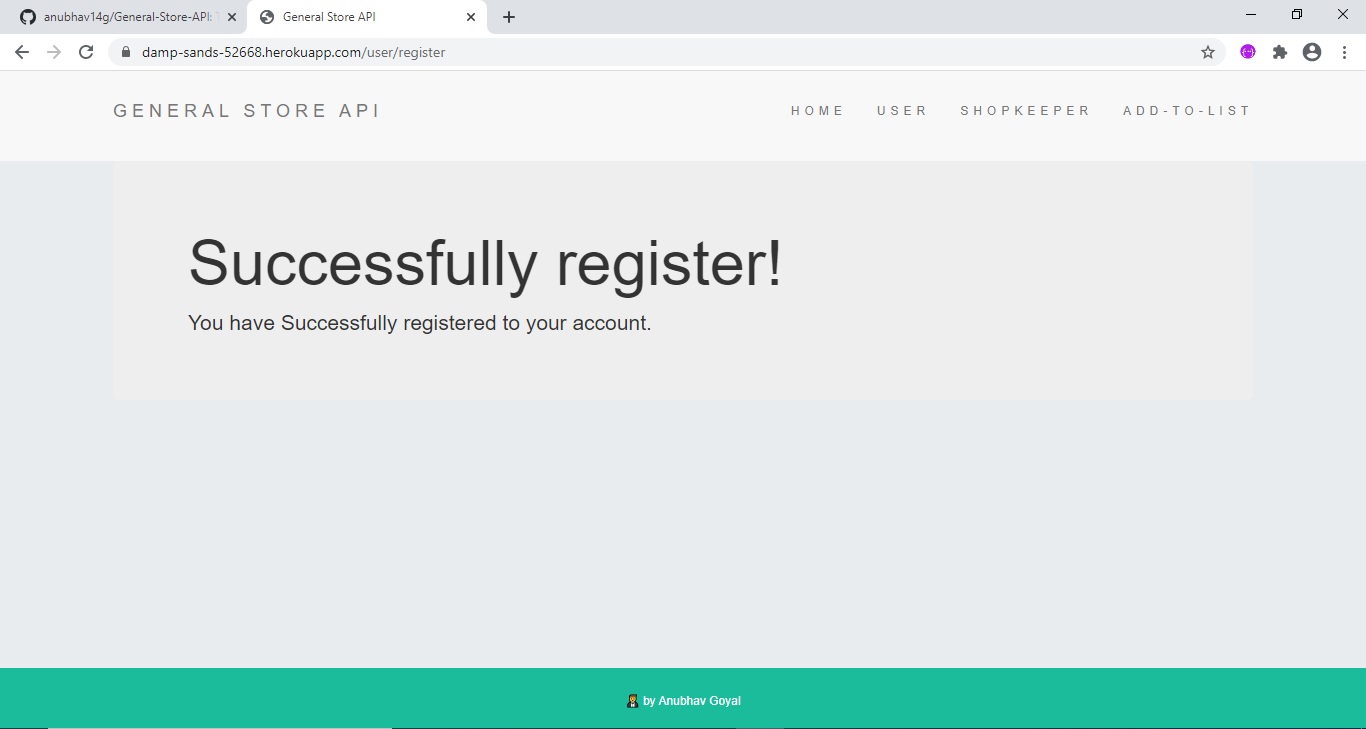 anubhav14g/General-Store-API:
General Store API
damp-sands-52668.herokuapp.com/user/register
GENERAL STORE API
HOME USER SHOPKEEPER ADD-TO-LIST
Successfully register!
You have Successfully registered to your account.
by Anubhav Goyal